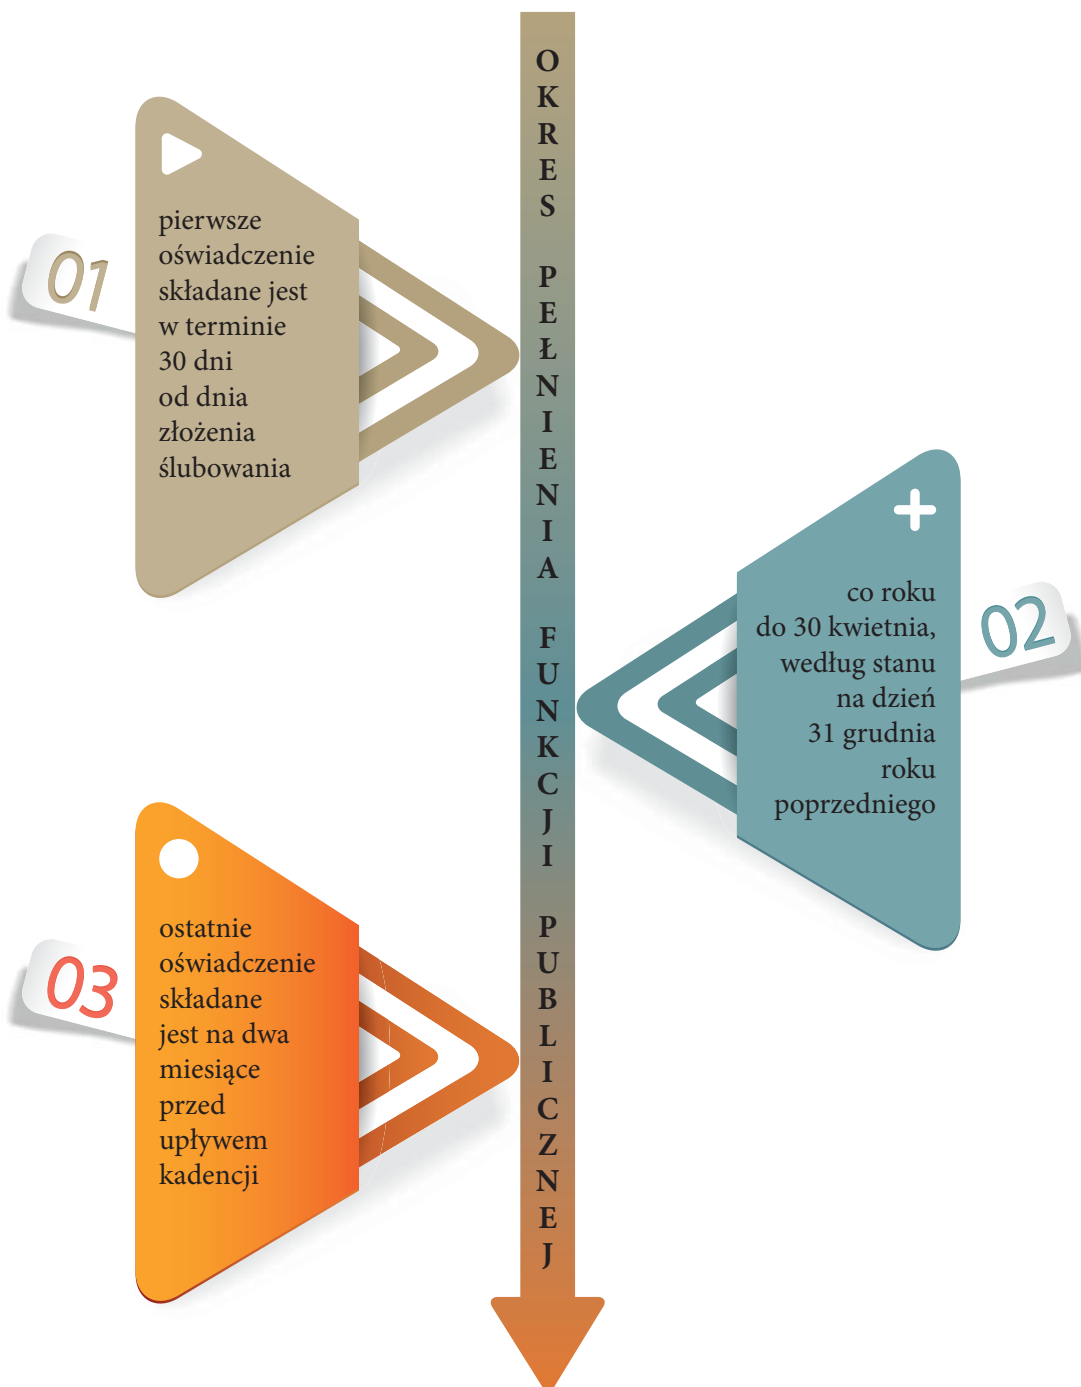 OKRES PEŁNIENIA FUNKCJI PUBLICZNEJ
01
pierwsze
oświadczenie
składane jest
w terminie
30 dni
od dnia
złożenia
ślubowania
02
co roku
do 30 kwietnia,
według stanu
na dzień
31 grudnia
roku
poprzedniego
03
ostatnie
oświadczenie
składane
jest na dwa
miesiące
przed
upływem
kadencji